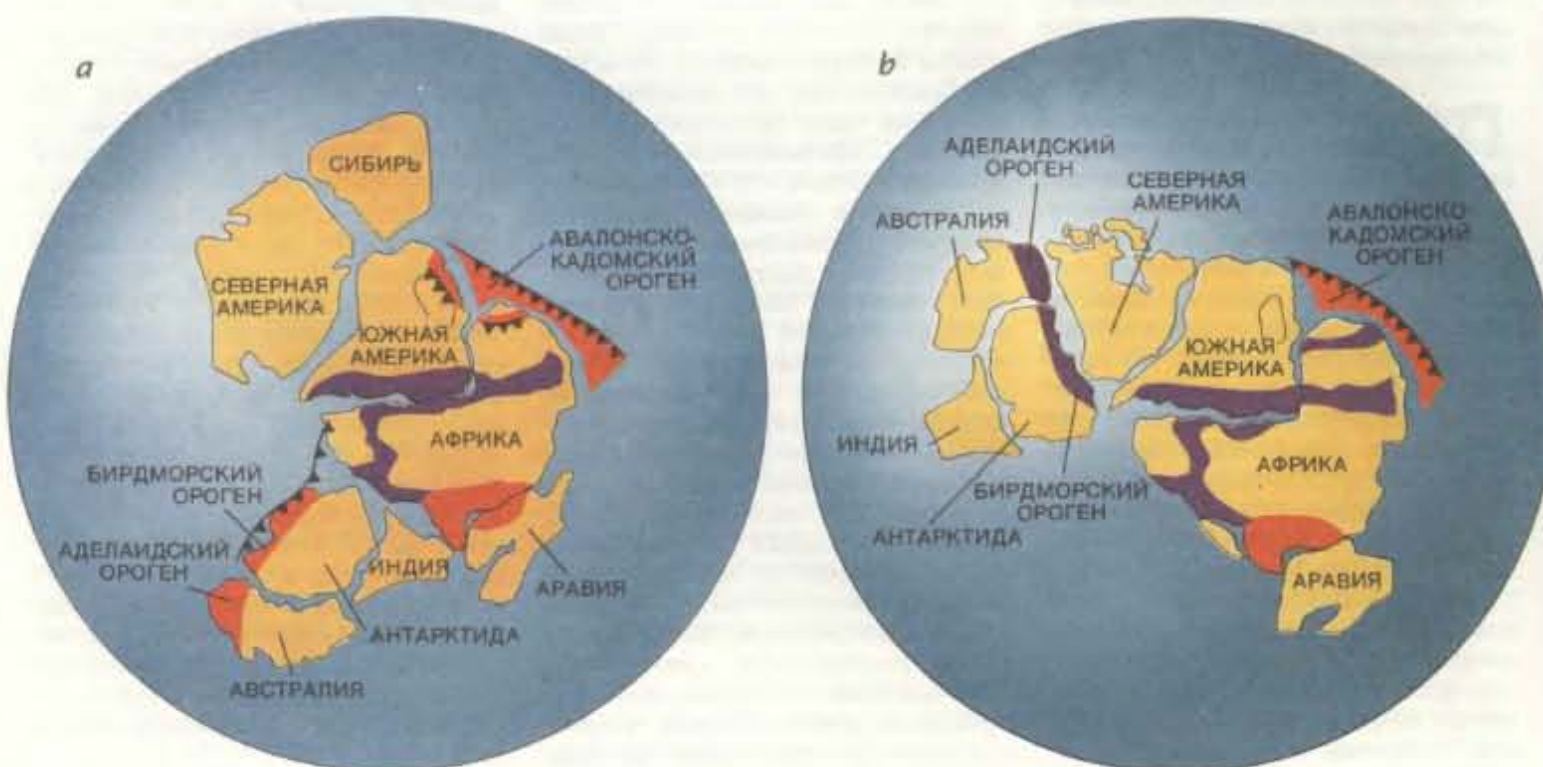 a
СИБИРЬ
СЕВЕРНАЯ
АМЕРИКА
АВАЛОНСКО-
КАДОМСКИЙ
ОРОГЕН
ЮЖНАЯ
АМЕРИКА
АФРИКА
БИРДМОРСКИЙ
ОРОГЕН
АДЕЛАИДСКИЙ
ОРОГЕН
ИНДИЯ
АРАВИЯ
АНТАРКТИДА
АВСТРАЛИЯ
b
АДЕЛАИДСКИЙ
ОРОГЕН
СЕВЕРНАЯ
АМЕРИКА
АВСТРАЛИЯ
АВАЛОНСКО-
КАДОМСКИЙ
ОРОГЕН
ЮЖНАЯ
АМЕРИКА
ИНДИЯ
АФРИКА
БИРДМОРСКИЙ
ОРОГЕН
АНТАРКТИДА
АРАВИЯ